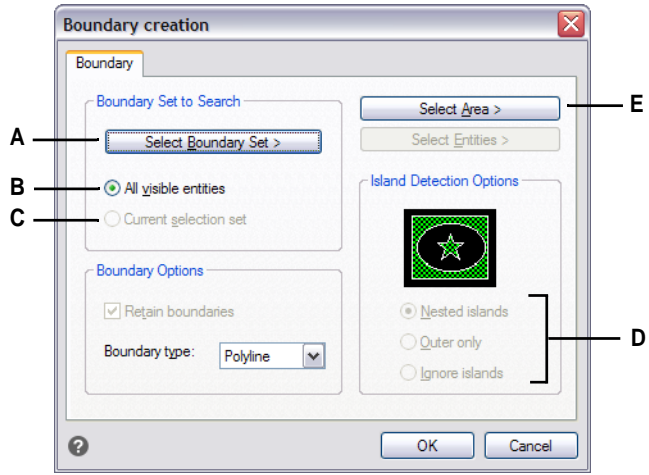 Boundary creation
Boundary
Boundary Set to Search
A
Select Boundary Set >
B
All visible entities
C
Current selection set
Boundary Options
Retain boundaries
Boundary type:
Polyline
Select Area >
E
Select Entities >
Island Detection Options
Nested islands
Outer only
Ignore islands
D
?
OK
Cancel